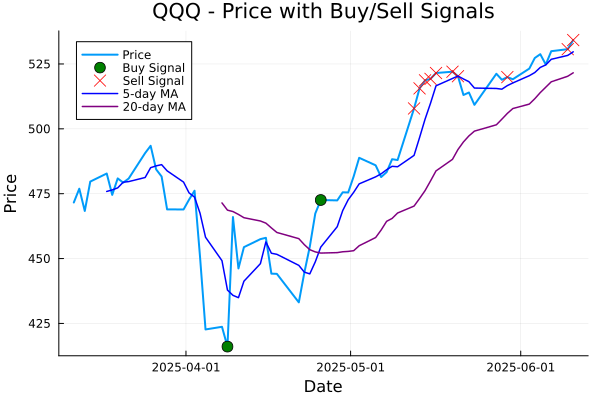 QQQ - Price with Buy/Sell Signals
Price
Buy Signal
Sell Signal
5-day MA
20-day MA
525
500
475
450
425
Price
2025-04-01
2025-05-01
2025-06-01
Date